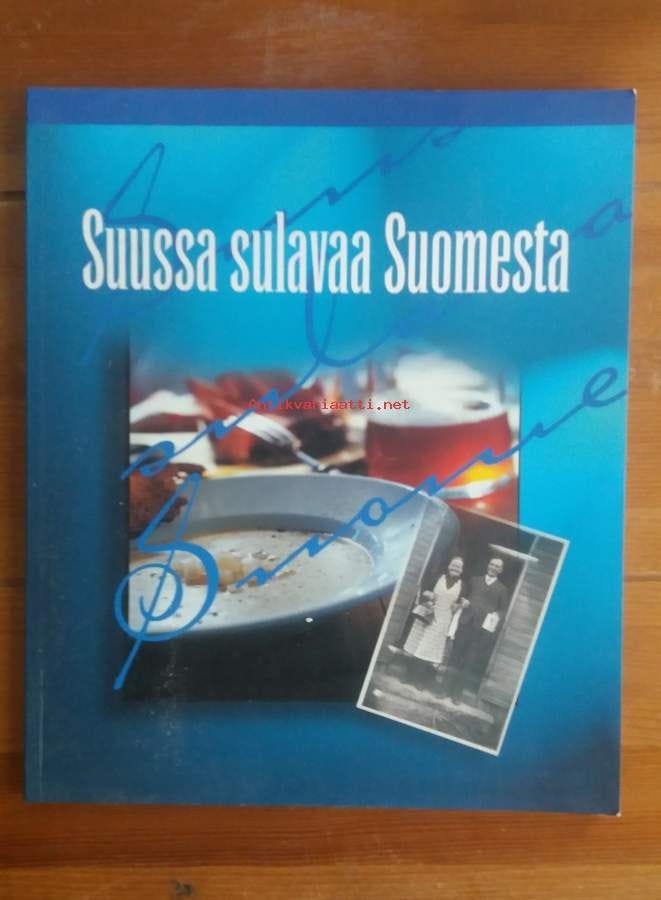 Suussa sulavaa Suomesta
Antikvariaatti.net